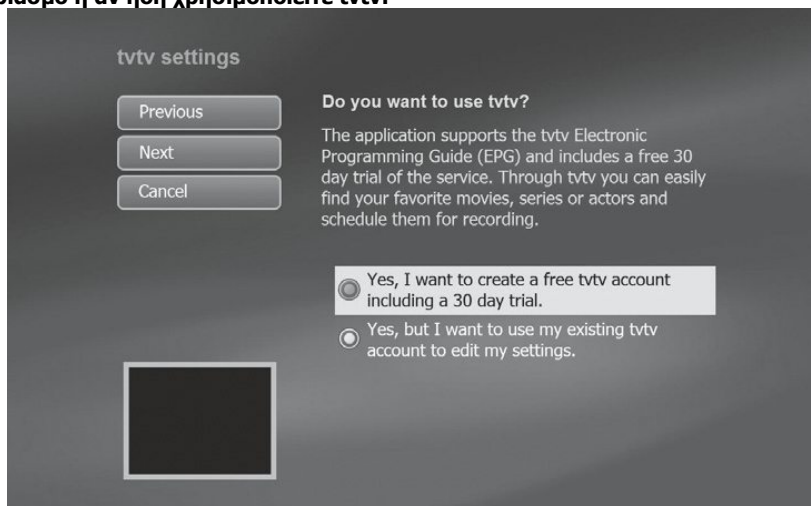 tvtv settings
Previous
Next
Cancel
Do you want to use tvtv?
The application supports the tvtv Electronic
Programming Guide (EPG) and includes a free 30
day trial of the service. Through tvtv you can easily
find your favorite movies, series or actors and
schedule them for recording.
Yes, I want to create a free tvtv account
including a 30 day trial.
Yes, but I want to use my existing tvtv
account to edit my settings.